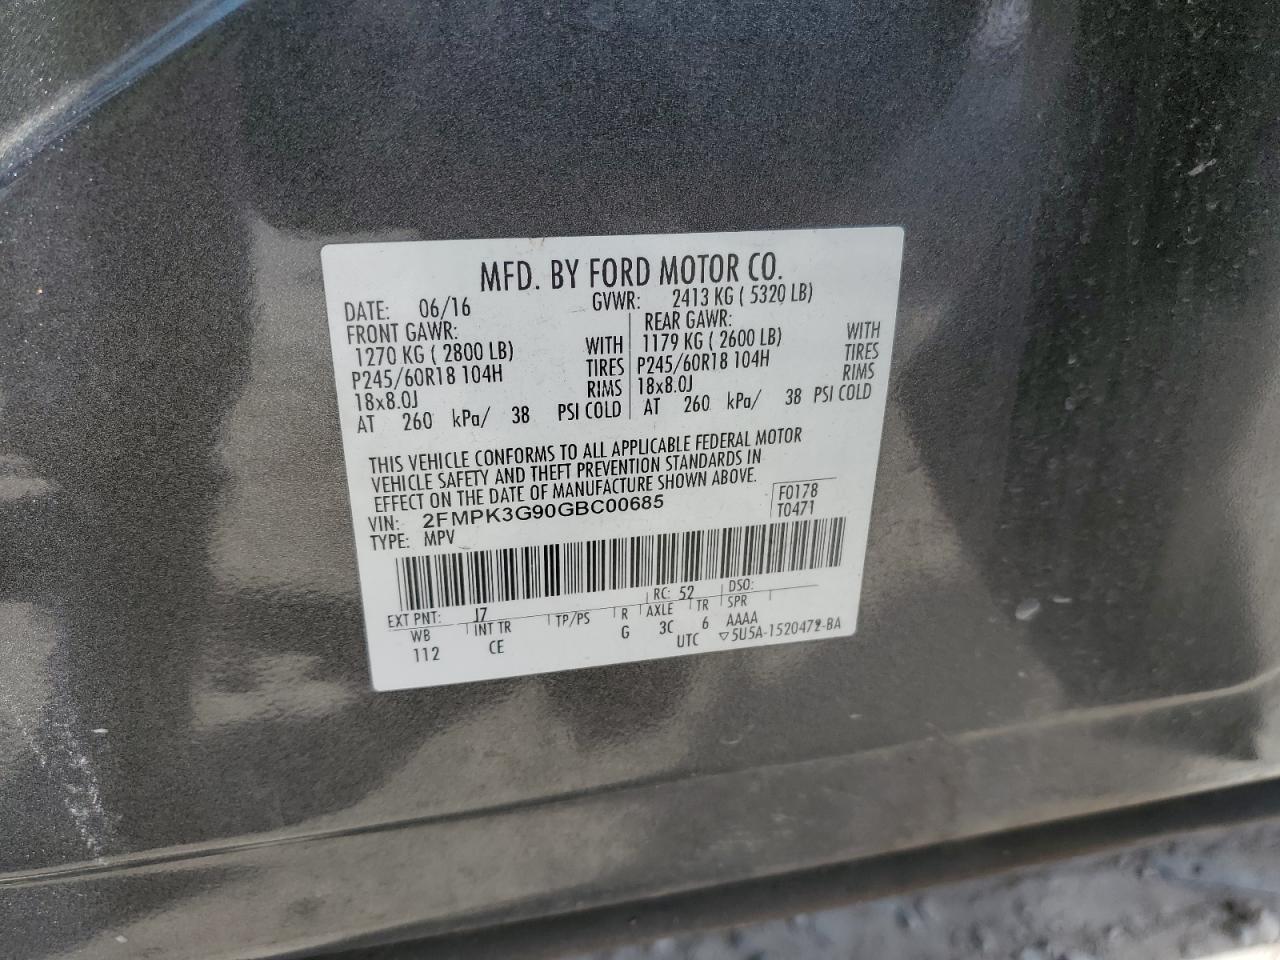 MFD. BY FORD MOTOR CO.
DATE: 06/16 GVWR: 2413 KG ( 5320 LB)
FRONT GAWR: REAR GAWR:
1270 KG ( 2800 LB) WITH 1179 KG ( 2600 LB) WITH
P245/60R18 104H TIRES P245/60R18 104H TIRES
18x8.0J RIMS 18x8.0J RIMS
AT 260 kPa/ 38 PSI COLD AT 260 kPa/ 38 PSI COLD
THIS VEHICLE CONFORMS TO ALL APPLICABLE FEDERAL MOTOR
VEHICLE SAFETY AND THEFT PREVENTION STANDARDS IN
EFFECT ON THE DATE OF MANUFACTURE SHOWN ABOVE.
VIN: 2FMPK3G90GBC00685 F0178
TYPE: MPV T0471
EXT PNT: J7 RC: 52 DSO:
WB INT TR TP/PS R AXLE TR SPR
112 CE G 3C 6 AAAA
UTC ▽5U5A-1520472-BA